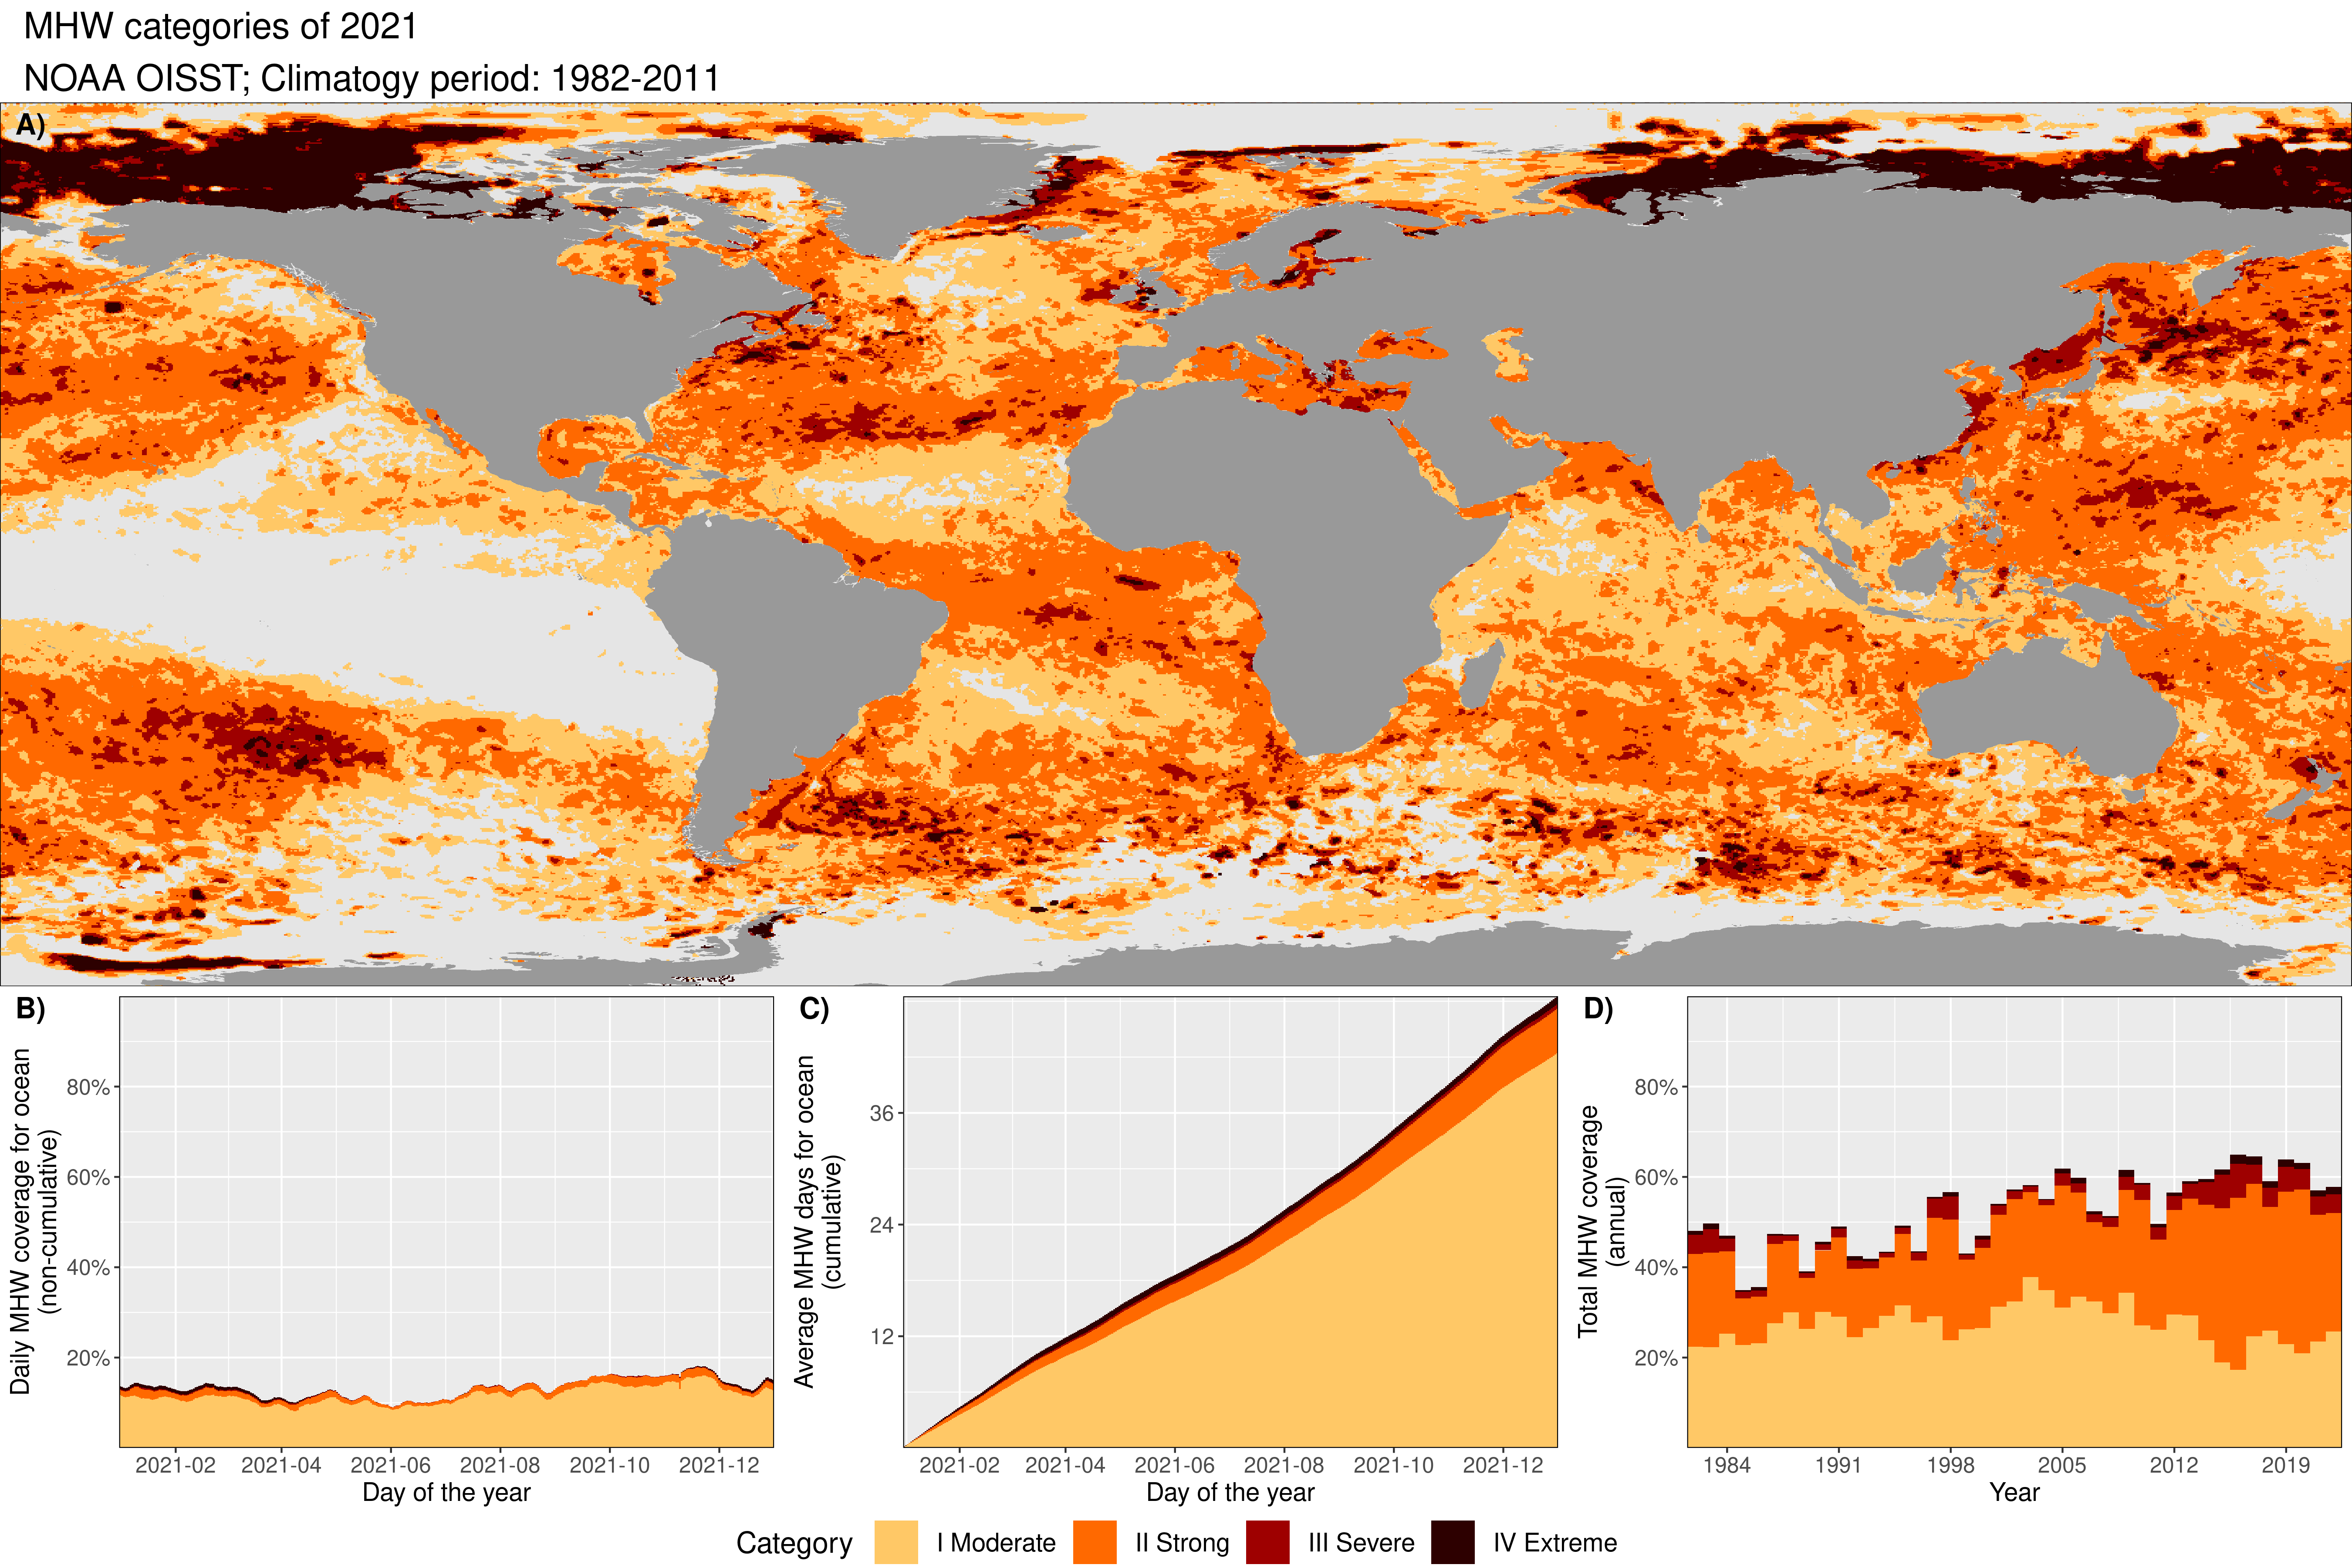 MHW categories of 2021
NOAA OISST; Climatogy period: 1982-2011
A)
B)
Daily MHW coverage for ocean
(non-cumulative)
80%
60%
40%
20%
2021-02 2021-04 2021-06 2021-08 2021-10 2021-12
Day of the year
C)
Average MHW days for ocean
(cumulative)
36
24
12
2021-02 2021-04 2021-06 2021-08 2021-10 2021-12
Day of the year
D)
Total MHW coverage
(annual)
80%
60%
40%
20%
1984 1991 1998 2005 2012 2019
Year
Category I Moderate II Strong III Severe IV Extreme